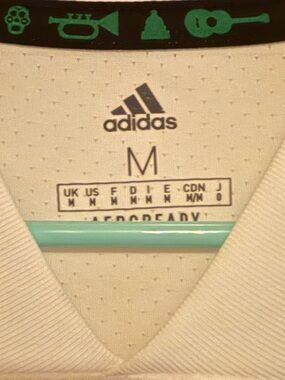 adidas
M
UK US F D I E CDN J
M M M M M M M/M O
AEROREADY